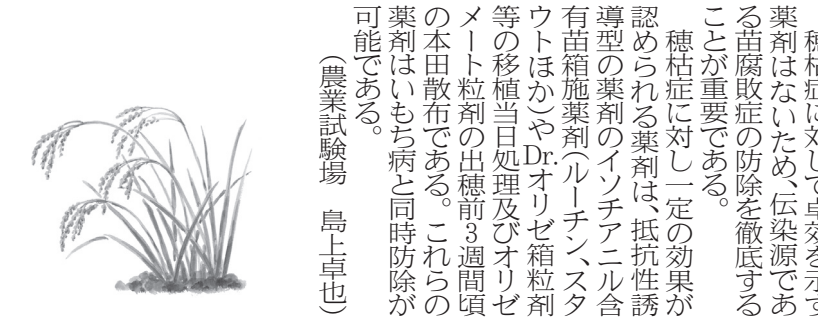 穂枯症に対して卓効を示す
薬剤はないため、伝染源であ
る苗腐敗症の防除を徹底する
ことが重要である。
穂枯症に対し一定の効果が
認められる薬剤は、抵抗性誘
導型の薬剤のイソチアニル含
有苗箱施薬剤(ルーチン、スタ
ウトほか)やDr.オリゼ箱粒剤
等の移植当日処理及びオリゼ
メート粒剤の出穂前3週間頃
の本田散布である。これらの
薬剤はいもち病と同時防除が
可能である。
(農業試験場 島上卓也)